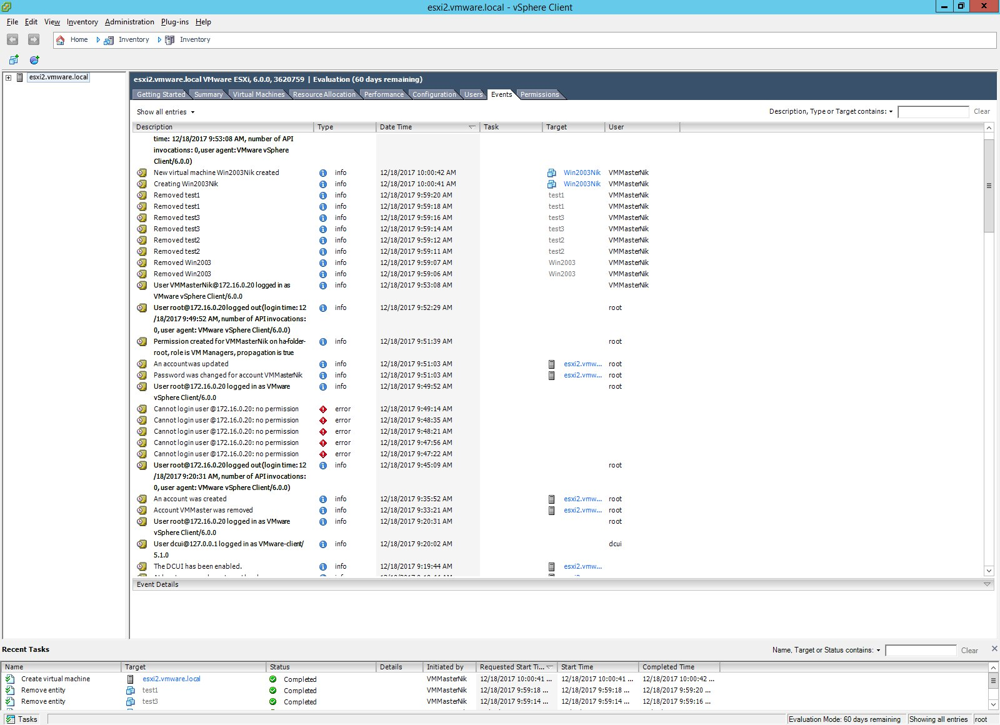 esxi2.vmware.local - vSphere Client
File Edit View Inventory Administration Plug-ins Help
Home Inventory Inventory
esxi2.vmware.local
esxi2.vmware.local VMware ESXi, 6.0.0, 3620759 | Evaluation (60 days remaining)
Getting Started Summary Virtual Machines Resource Allocation Performance Configuration Users Events Permissions
Show all entries Description, Type or Target contains: Clear
Description Type Date Time Task Target User
time: 12/18/2017 9:53:08 AM, number of API
invocations: 0, user agent: VMware vSphere
Client/6.0.0)
New virtual machine Win2003Nik created info 12/18/2017 10:00:42 AM Win2003Nik VMMasterNik
Creating Win2003Nik info 12/18/2017 10:00:41 AM Win2003Nik VMMasterNik
Removed test1 info 12/18/2017 9:59:20 AM test1 VMMasterNik
Removed test1 info 12/18/2017 9:59:18 AM test1 VMMasterNik
Removed test3 info 12/18/2017 9:59:16 AM test3 VMMasterNik
Removed test3 info 12/18/2017 9:59:14 AM test3 VMMasterNik
Removed test2 info 12/18/2017 9:59:12 AM test2 VMMasterNik
Removed test2 info 12/18/2017 9:59:11 AM test2 VMMasterNik
Removed Win2003 info 12/18/2017 9:59:07 AM Win2003 VMMasterNik
Removed Win2003 info 12/18/2017 9:59:06 AM Win2003 VMMasterNik
User VMMasterNik@172.16.0.20 logged in as info 12/18/2017 9:53:08 AM VMMasterNik
VMware vSphere Client/6.0.0
User root@172.16.0.20 logged out (login time: 12 info 12/18/2017 9:52:29 AM root
/18/2017 9:49:52 AM, number of API invocations:
0, user agent: VMware vSphere Client/6.0.0)
Permission created for VMMasterNik on ha-folder- info 12/18/2017 9:51:39 AM root
root, role is VM Managers, propagation is true
An account was updated info 12/18/2017 9:51:03 AM esxi2.vmw... root
Password was changed for account VMMasterNik info 12/18/2017 9:51:03 AM esxi2.vmw... root
User root@172.16.0.20 logged in as VMware info 12/18/2017 9:49:52 AM root
vSphere Client/6.0.0
Cannot login user @172.16.0.20: no permission error 12/18/2017 9:49:14 AM
Cannot login user @172.16.0.20: no permission error 12/18/2017 9:48:35 AM
Cannot login user @172.16.0.20: no permission error 12/18/2017 9:48:21 AM
Cannot login user @172.16.0.20: no permission error 12/18/2017 9:47:56 AM
Cannot login user @172.16.0.20: no permission error 12/18/2017 9:47:22 AM
User root@172.16.0.20 logged out (login time: 12 info 12/18/2017 9:45:09 AM root
/18/2017 9:20:31 AM, number of API invocations:
0, user agent: VMware vSphere Client/6.0.0)
An account was created info 12/18/2017 9:35:52 AM esxi2.vmw... root
Account VMMaster was removed info 12/18/2017 9:33:21 AM esxi2.vmw... root
User root@172.16.0.20 logged in as VMware info 12/18/2017 9:20:31 AM root
vSphere Client/6.0.0
User dcui@127.0.0.1 logged in as VMware-client/ info 12/18/2017 9:20:02 AM dcui
5.1.0
The DCUI has been enabled. info 12/18/2017 9:19:44 AM esxi2.vmw...
Event Details
Recent Tasks Name, Target or Status contains: Clear
Name Target Status Details Initiated by Requested Start Ti... Start Time Completed Time
Create virtual machine esxi2.vmware.local Completed VMMasterNik 12/18/2017 10:00:41 ... 12/18/2017 10:00:41 ... 12/18/2017 10:00:42 ...
Remove entity test1 Completed VMMasterNik 12/18/2017 9:59:18 ... 12/18/2017 9:59:18 ... 12/18/2017 9:59:20 ...
Remove entity test3 Completed VMMasterNik 12/18/2017 9:59:14 ... 12/18/2017 9:59:14 ... 12/18/2017 9:59:16 ...
Tasks Evaluation Mode: 60 days remaining Showing all entries root